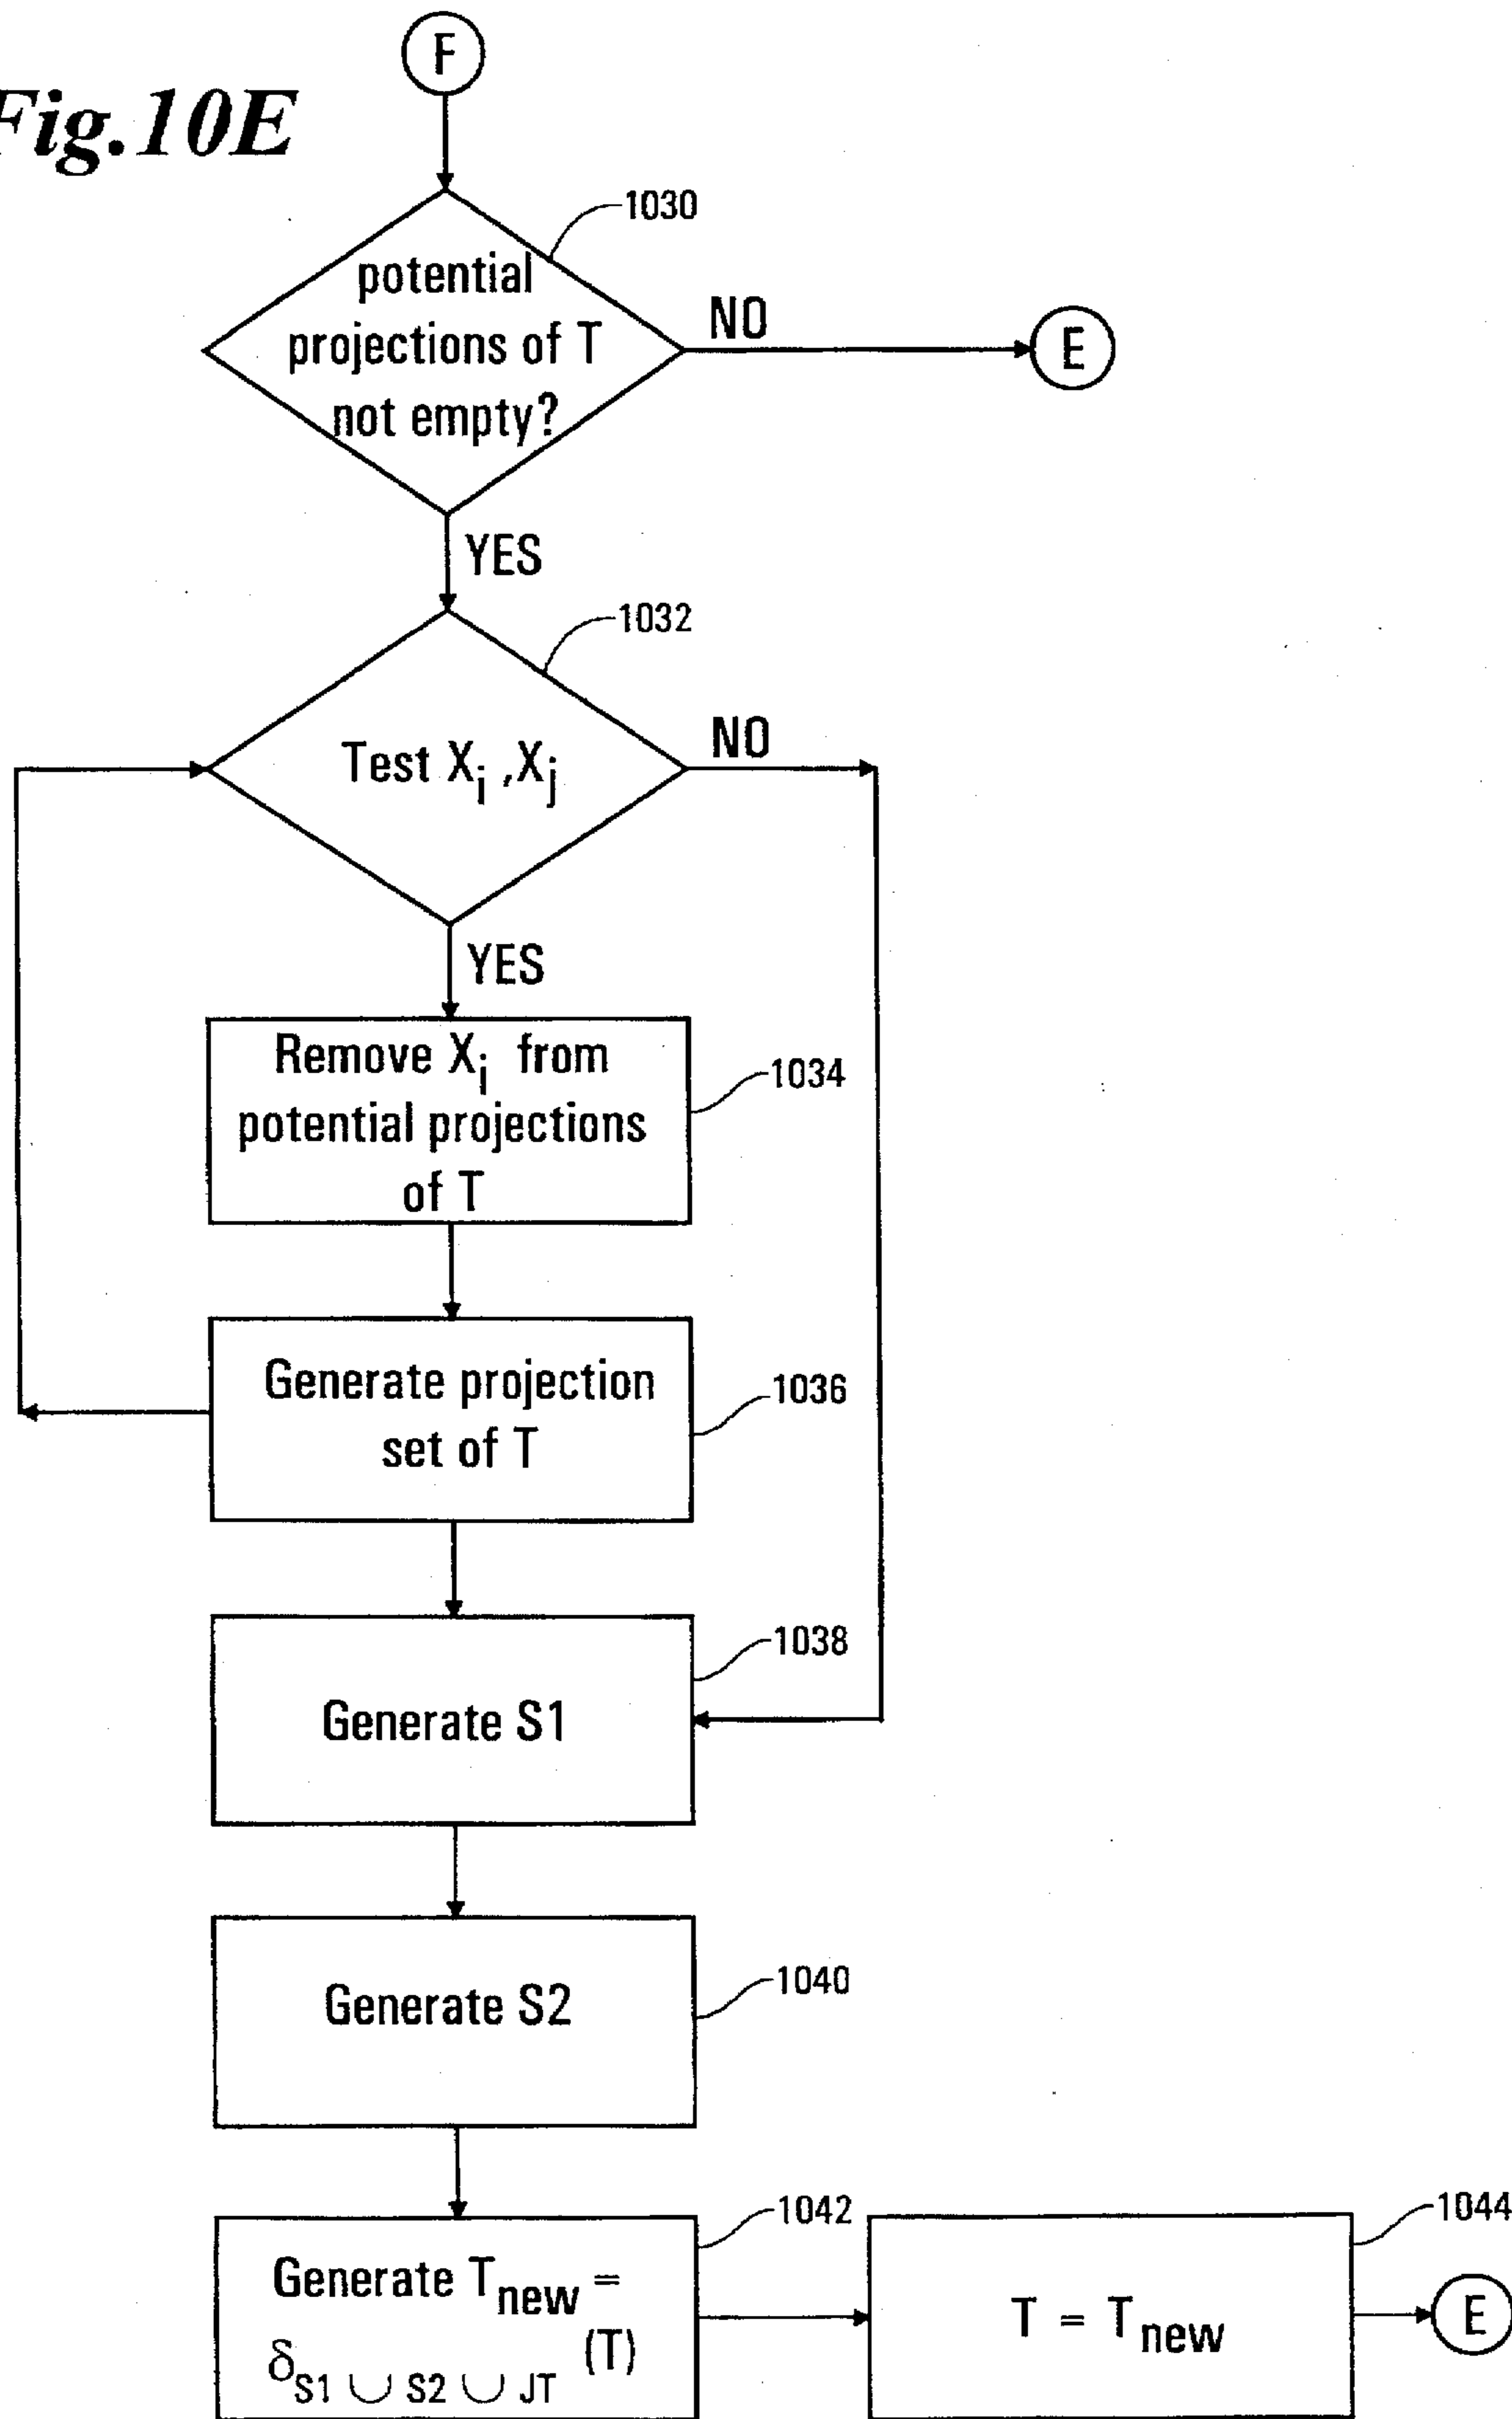 F
Fig.10E
1030
potential
projections of T
not empty?
NO
E
YES
1032
Test Xi ,Xj
NO
YES
Remove Xi from
potential projections
of T
1034
Generate projection
set of T
1036
Generate S1
1038
Generate S2
1040
Generate Tnew =
δS1 ∪ S2 ∪ JT (T)
1042
T = Tnew
1044
E